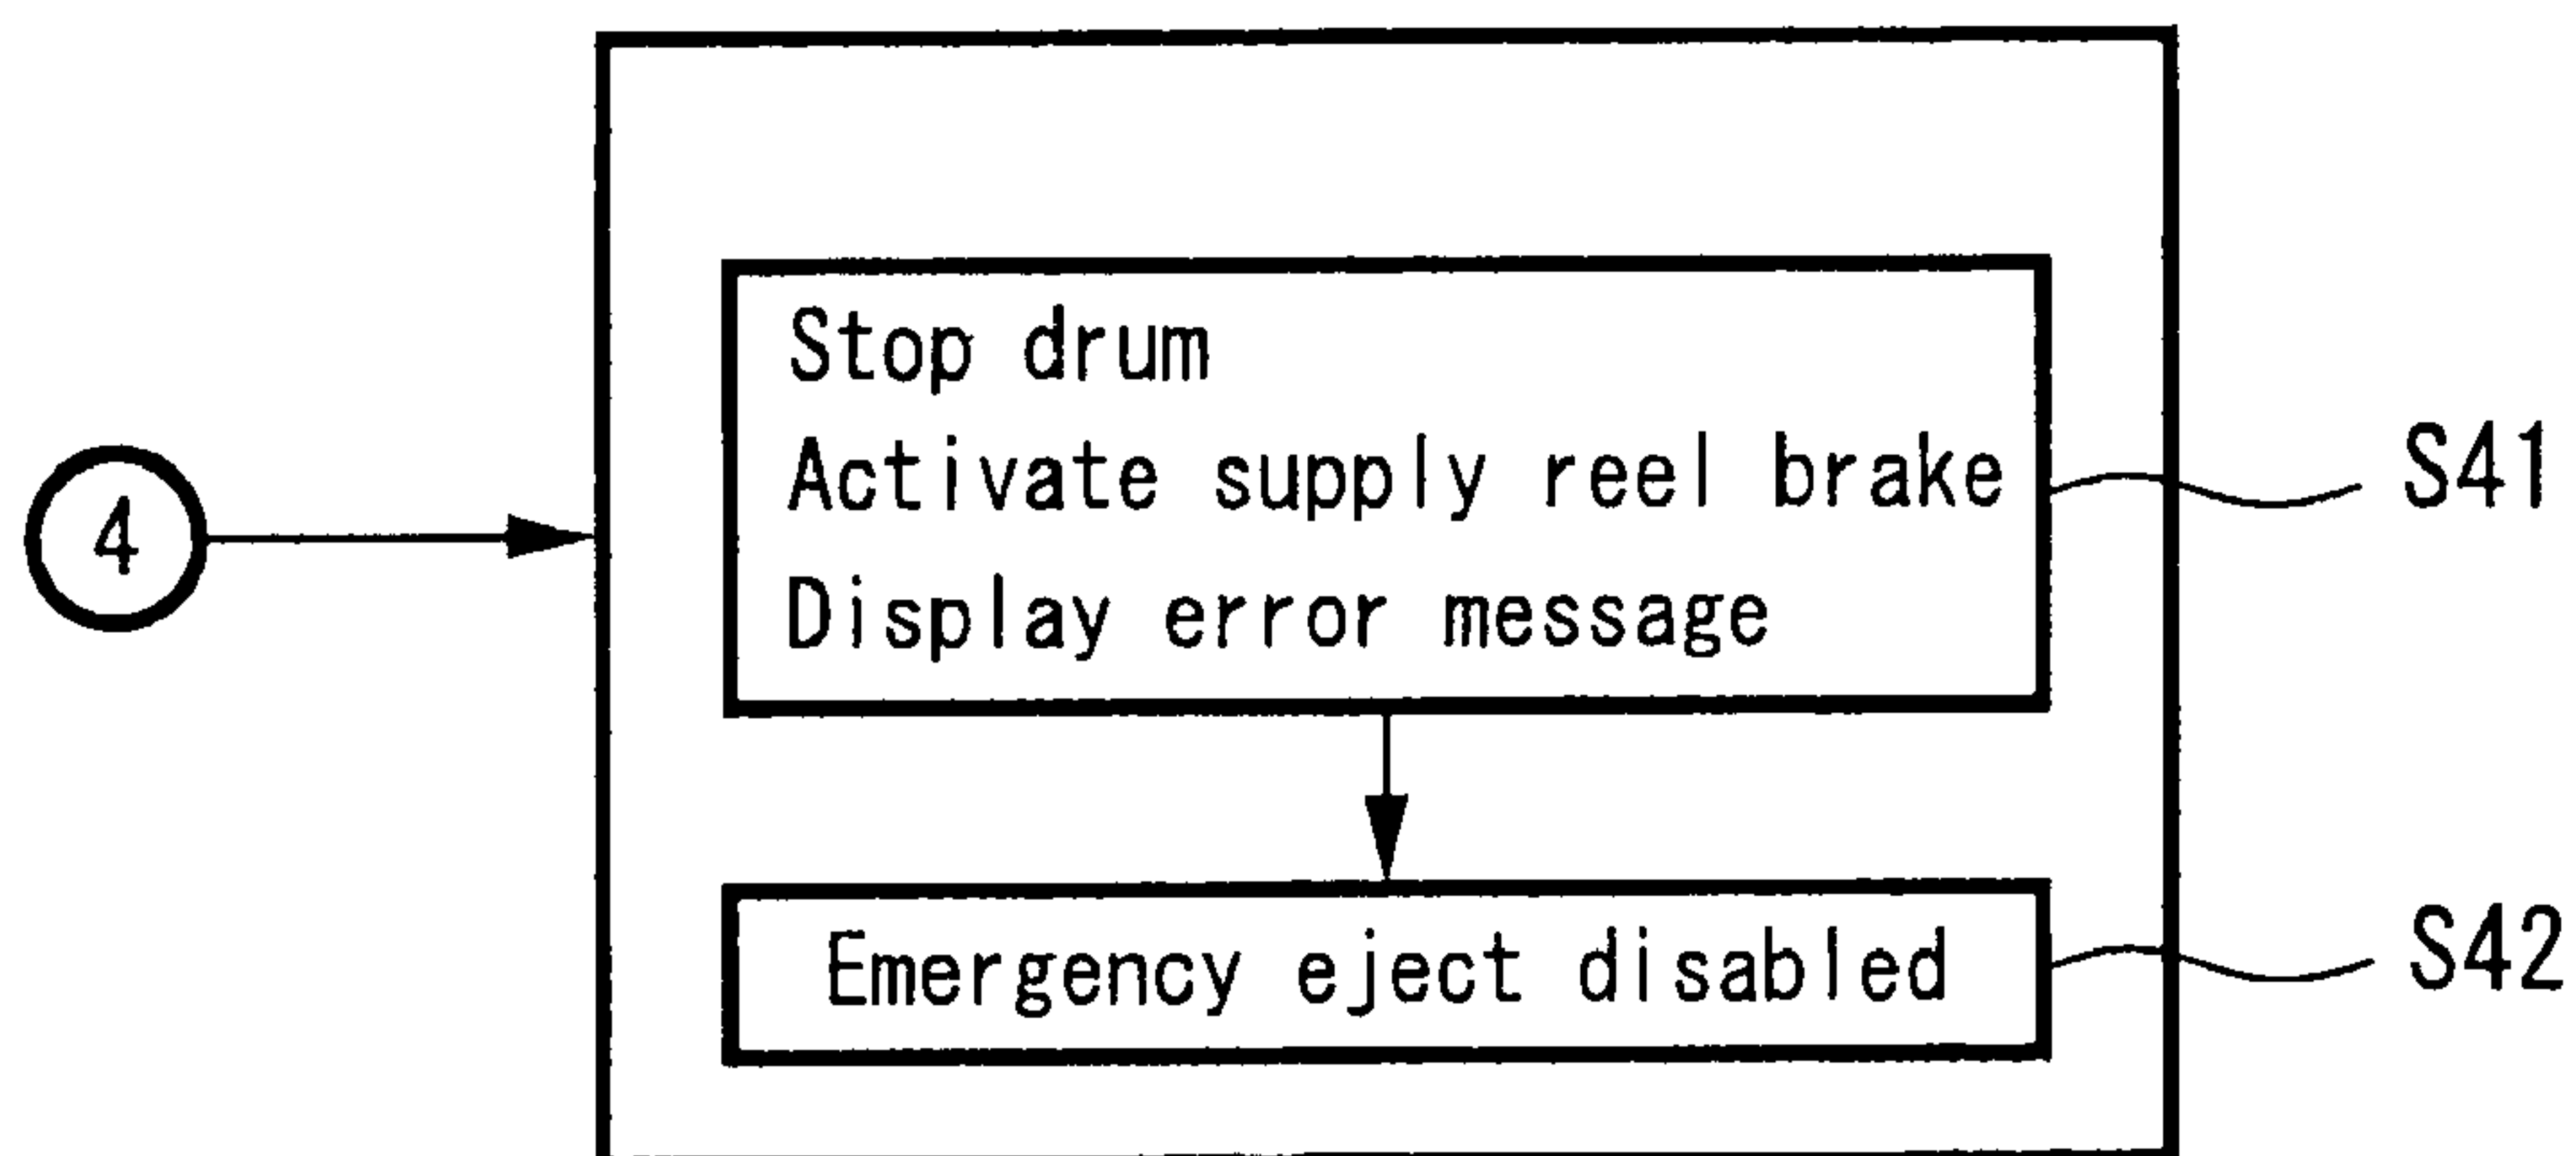 Stop drum
Activate supply reel brake
Display error message
S41
4
Emergency eject disabled
S42